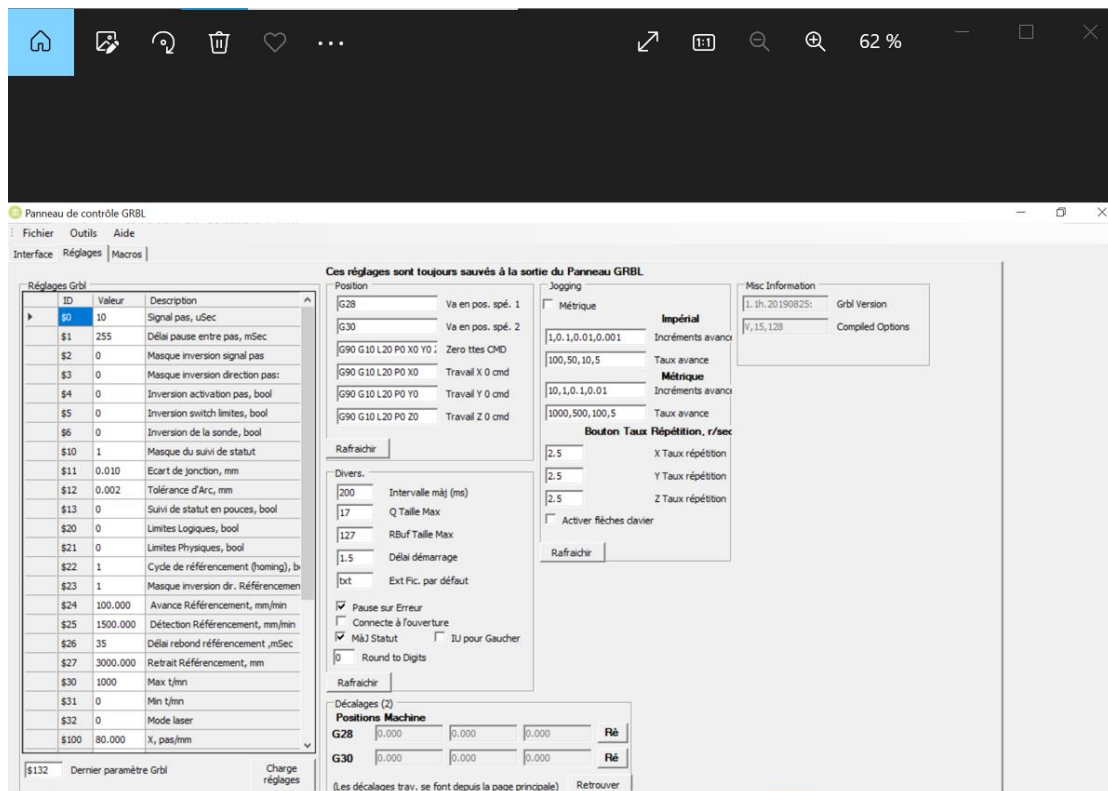 62 %
Panneau de contrôle GRBL
Fichier Outils Aide
Interface Réglages Macros
Ces réglages sont toujours sauvés à la sortie du Panneau GRBL
Réglages Grbl
ID Valeur Description
$0 10 Signal pas, uSec
$1 255 Délai pause entre pas, mSec
$2 0 Masque inversion signal pas
$3 0 Masque inversion direction pas:
$4 0 Inversion activation pas, bool
$5 0 Inversion switch limites, bool
$6 0 Inversion de la sonde, bool
$10 1 Masque du suivi de statut
$11 0.010 Ecart de jonction, mm
$12 0.002 Tolérance d'Arc, mm
$13 0 Suivi de statut en pouces, bool
$20 0 Limites Logiques, bool
$21 0 Limites Physiques, bool
$22 1 Cycle de référencement (homing), b
$23 1 Masque inversion dir. Référencemen
$24 100.000 Avance Référencement, mm/min
$25 1500.000 Détection Référencement, mm/min
$26 35 Délai rebond référencement ,mSec
$27 3000.000 Retrait Référencement, mm
$30 1000 Max t/mn
$31 0 Min t/mn
$32 0 Mode laser
$100 80.000 X, pas/mm
$132 Dernier paramètre Grbl
Charge réglages
Position
G28 Va en pos. spé. 1
G30 Va en pos. spé. 2
G90 G10 L20 P0 X0 Y0 Zero ttes CMD
G90 G10 L20 P0 X0 Travail X 0 cmd
G90 G10 L20 P0 Y0 Travail Y 0 cmd
G90 G10 L20 P0 Z0 Travail Z 0 cmd
Rafraichir
Divers.
200 Intervalle màj (ms)
17 Q Taille Max
127 RBuf Taille Max
1.5 Délai démarrage
txt Ext Fic. par défaut
Pause sur Erreur
Connecte à l'ouverture
MàJ Statut IU pour Gaucher
0 Round to Digits
Rafraichir
Décalages (2)
Positions Machine
G28 0.000 0.000 0.000 Rè
G30 0.000 0.000 0.000 Ré
(Les décalages trav. se font depuis la page principale) Retrouver
Jogging
Métrique
Impérial
1,0.1,0.01,0.001 Incréments avance
100,50,10,5 Taux avance
Métrique
10,1,0.1,0.01 Incréments avance
1000,500,100,5 Taux avance
Bouton Taux Répétition, r/sec
2.5 X Taux répétition
2.5 Y Taux répétition
2.5 Z Taux répétition
Activer flèches clavier
Rafraichir
Misc Information
1.1h.20190825: Grbl Version
V,15,128 Compiled Options